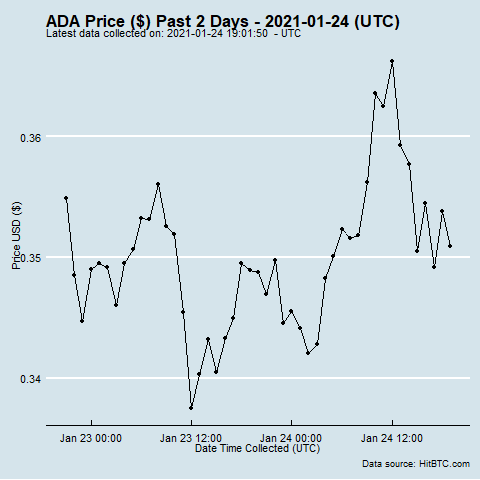 ADA Price ($) Past 2 Days - 2021-01-24 (UTC)
Latest data collected on: 2021-01-24 19:01:50 - UTC
0.36
0.35
0.34
Price USD ($)
Jan 23 00:00 Jan 23 12:00 Jan 24 00:00 Jan 24 12:00
Date Time Collected (UTC)
Data source: HitBTC.com